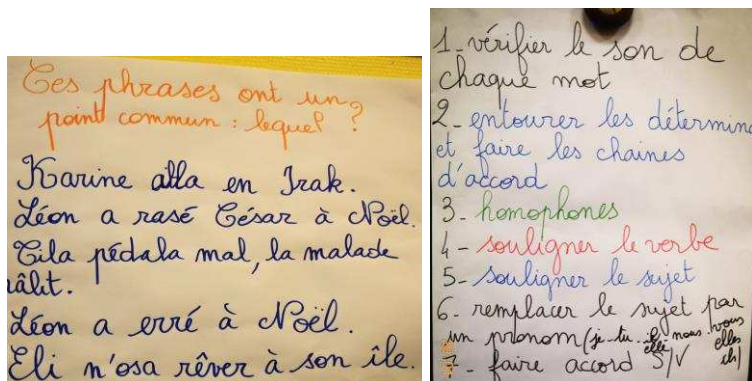 Ces phrases ont un
point commun : lequel ?
Karine alla en Irak.
Léon a rasé César à Noël.
Tila pédala mal, la malade
râlit.
Léon a erré à Noël.
Eli n'osa rêver à son île.
1- vérifier le son de
chaque mot
2- entourer les détermin
et faire les chaines
d'accord
3- homophones
4- souligner le verbe
5- souligner le sujet
6- remplacer le sujet par
un pronom (je..tu..il..nous..vous
elle elles
7- faire accord S/V